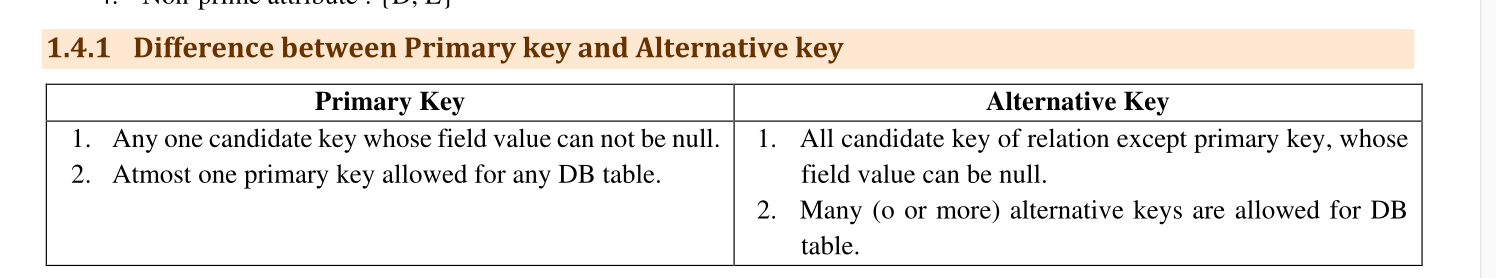 4. Non-prime attribute : {D, E}
1.4.1 Difference between Primary key and Alternative key
Primary Key
1. Any one candidate key whose field value can not be null.
2. Atmost one primary key allowed for any DB table.
Alternative Key
1. All candidate key of relation except primary key, whose
field value can be null.
2. Many (o or more) alternative keys are allowed for DB
table.